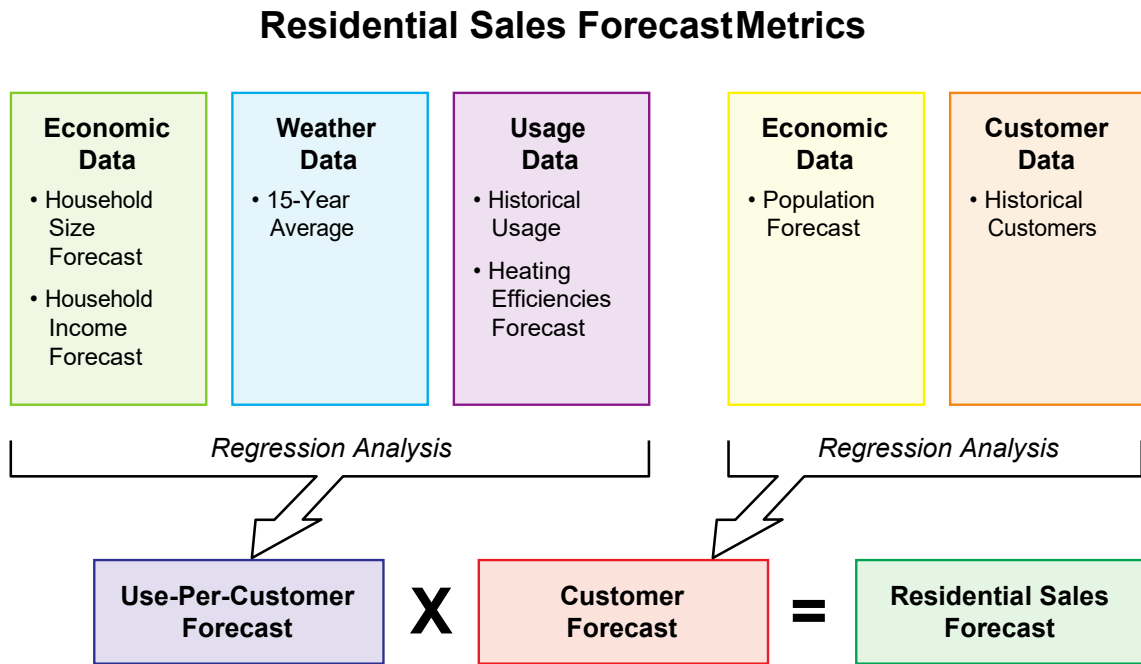 Residential Sales ForecastMetrics
Economic
Data
• Household
Size
Forecast
• Household
Income
Forecast
Weather
Data
• 15-Year
Average
Usage
Data
• Historical
Usage
• Heating
Efficiencies
Forecast
Economic
Data
• Population
Forecast
Customer
Data
• Historical
Customers
Regression Analysis
Regression Analysis
Use-Per-Customer
Forecast
X
Customer
Forecast
=
Residential Sales
Forecast